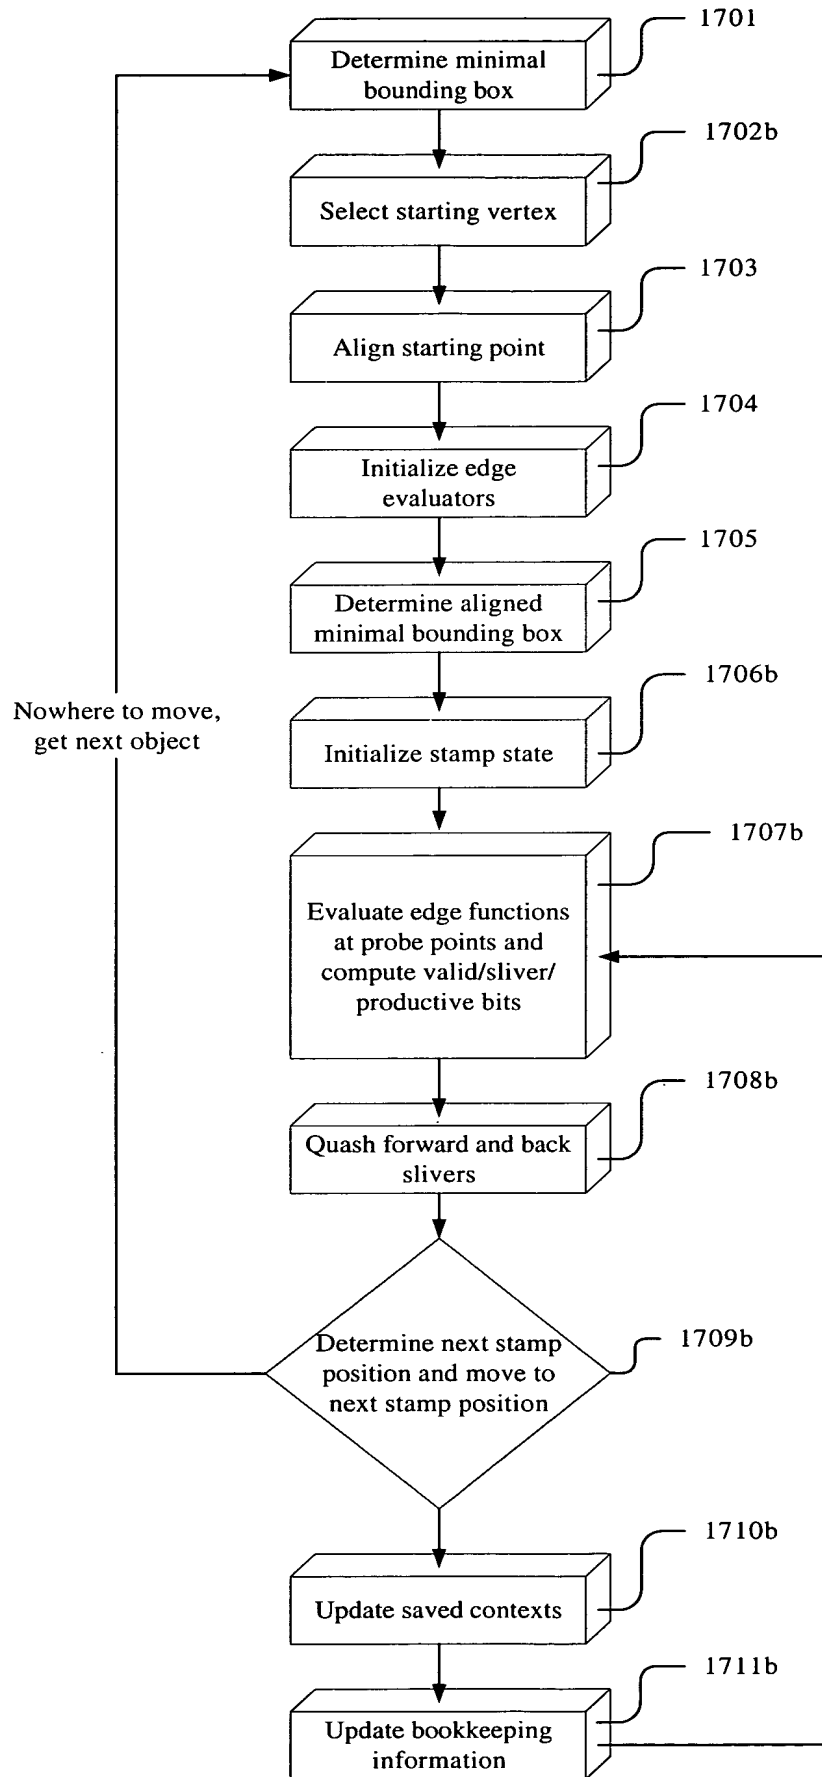 1701
Determine minimal
bounding box
1702b
Select starting vertex
1703
Align starting point
1704
Initialize edge
evaluators
1705
Determine aligned
minimal bounding box
1706b
Nowhere to move,
get next object
Initialize stamp state
1707b
Evaluate edge functions
at probe points and
compute valid/sliver/
productive bits
1708b
Quash forward and back
slivers
1709b
Determine next stamp
position and move to
next stamp position
1710b
Update saved contexts
1711b
Update bookkeeping
information